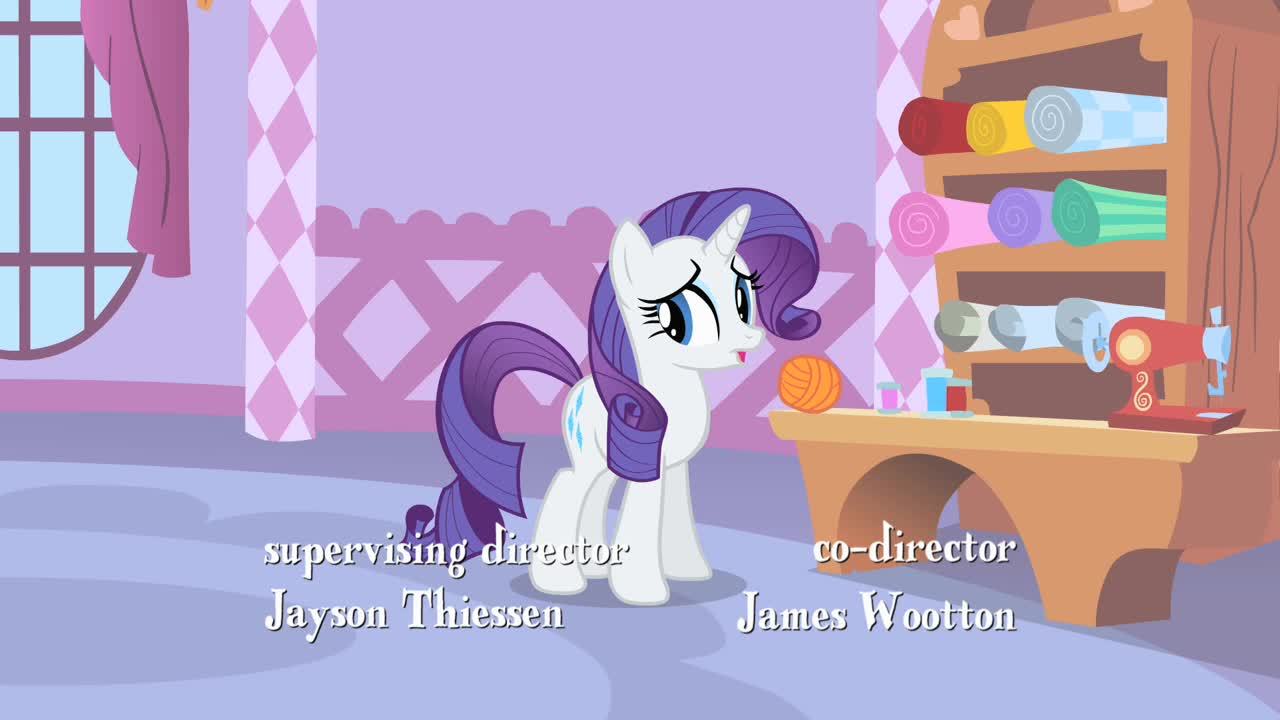 supervising director
Jayson Thiessen
co-director
James Wootton